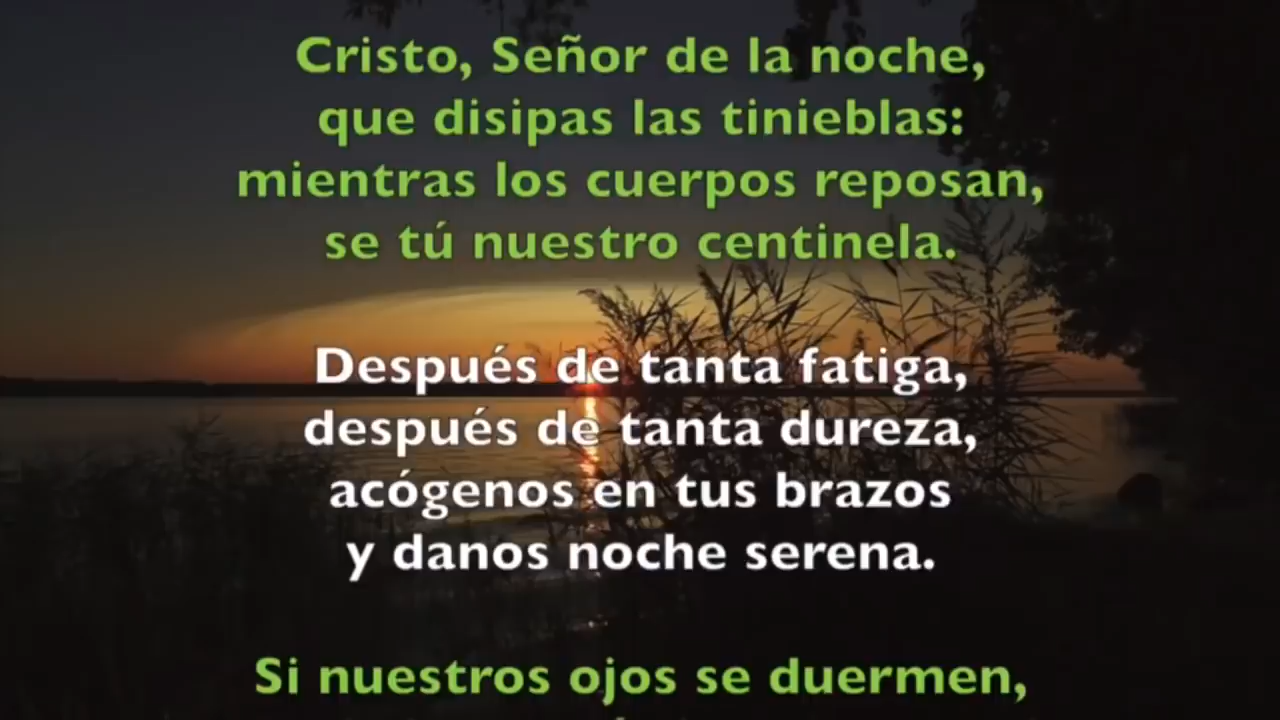 Cristo, Señor de la noche,
que disipas las tinieblas:
mientras los cuerpos reposan,
se tú nuestro centinela.
Después de tanta fatiga,
después de tanta dureza,
acógenos en tus brazos
y danos noche serena.
Si nuestros ojos se duermen,